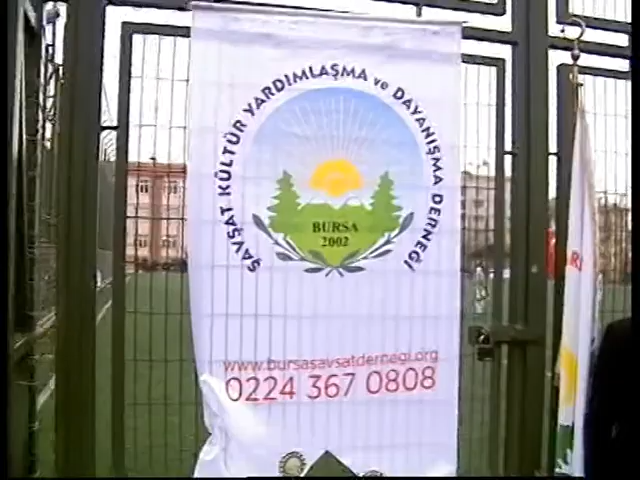 ŞAVŞAT KÜLTÜR YARDIMLAŞMA ve DAYANIŞMA DERNEĞİ
BURSA
2002
www.bursasavsatdernegi.org
0224 367 0808